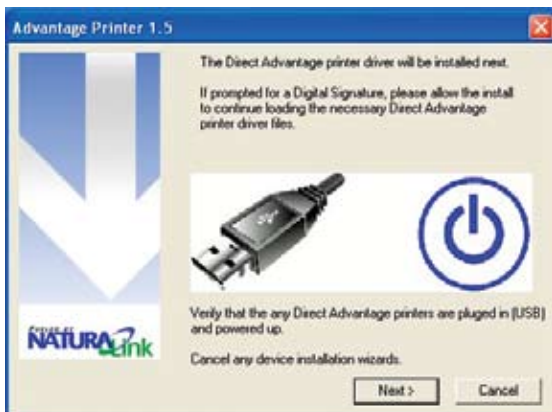 Advantage Printer 1.5
The Direct Advantage printer driver will be installed next.
If prompted for a Digital Signature, please allow the install
to continue loading the necessary Direct Advantage
printer driver files.
Verify that the any Direct Advantage printers are pluged in (USB)
and powered up.
Cancel any device installation wizards.
NATURALink
Next >
Cancel